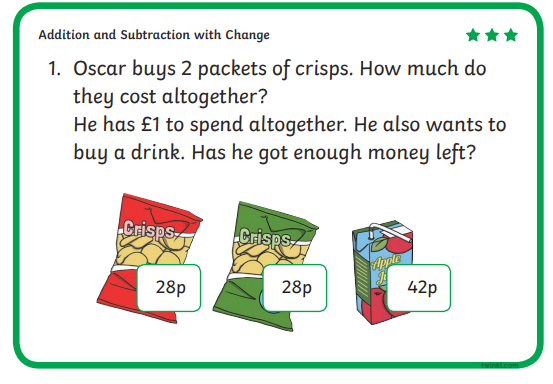 Addition and Subtraction with Change
1. Oscar buys 2 packets of crisps. How much do
they cost altogether?
He has £1 to spend altogether. He also wants to
buy a drink. Has he got enough money left?
Crisps
Crisps
Apple
28p
28p
42p
twinkl.com